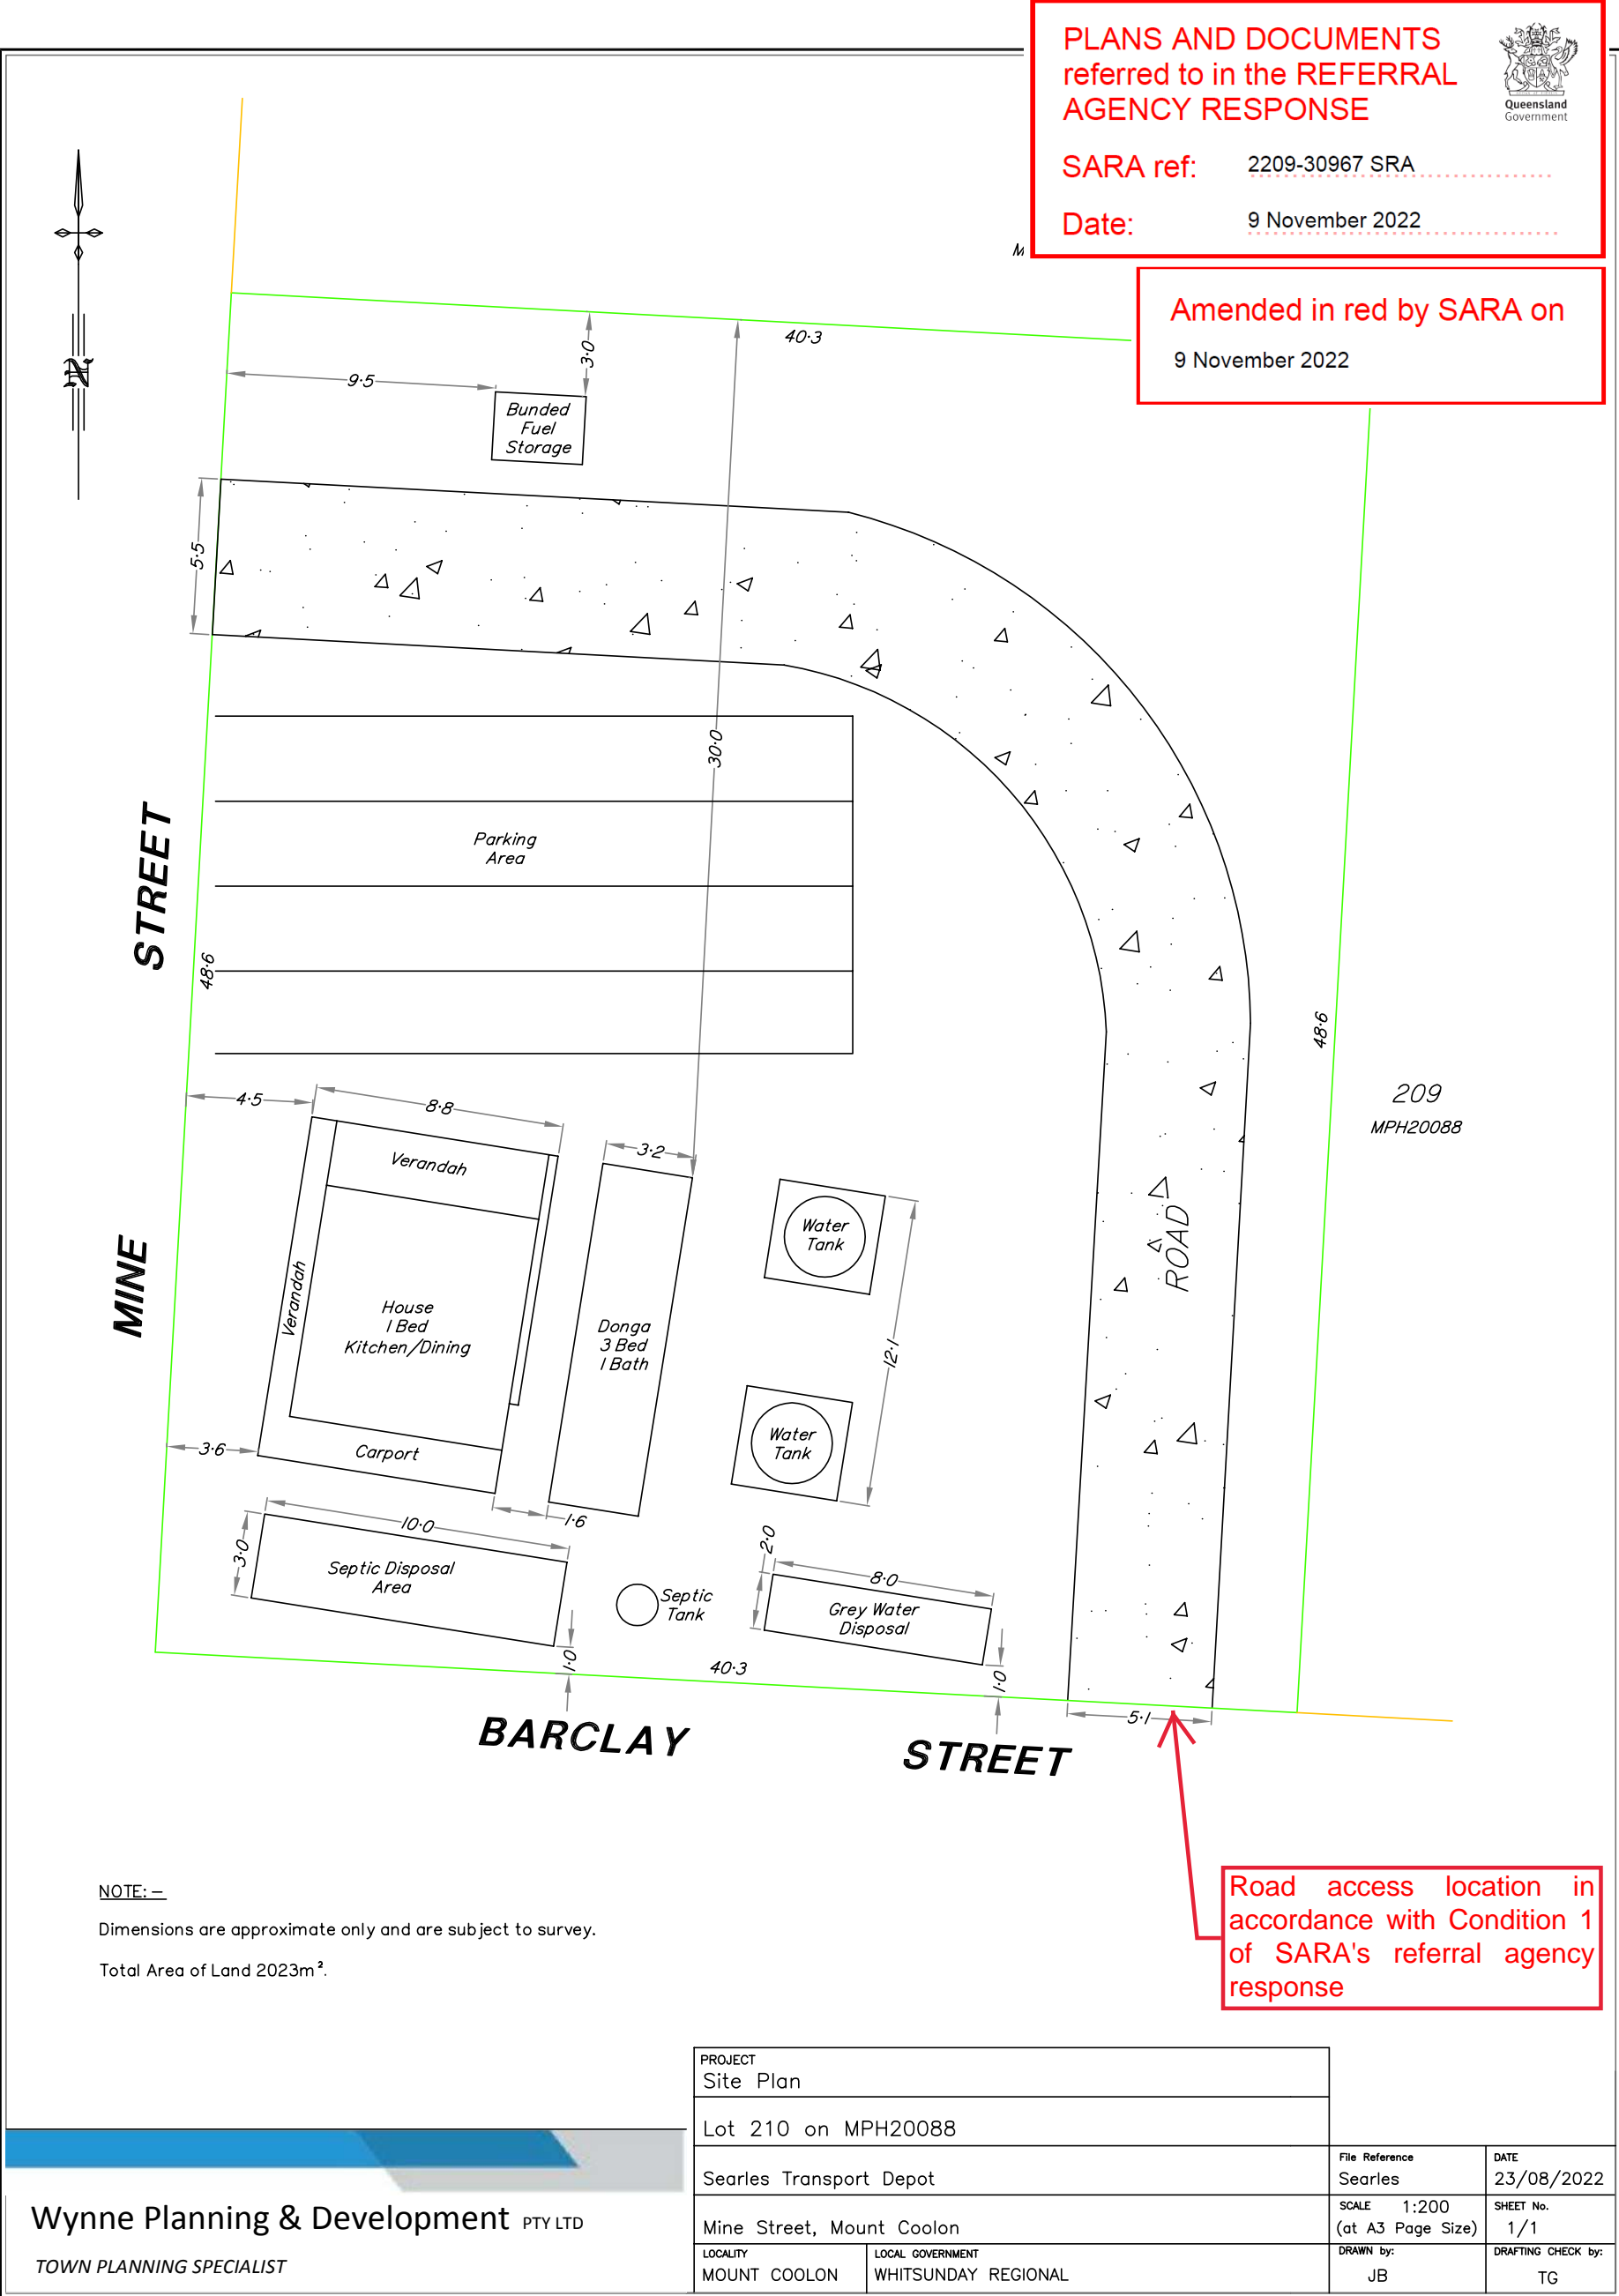 PLANS AND DOCUMENTS
referred to in the REFERRAL
AGENCY RESPONSE
Queensland
Government
SARA ref: 2209-30967 SRA
Date: 9 November 2022
M
Amended in red by SARA on
9 November 2022
N
40·3
3·0
9·5
Bunded
Fuel
Storage
5·5
30·0
Parking
Area
STREET
48·6
48·6
209
MPH20088
4·5
8·8
3·2
Verandah
Verandah
House
1 Bed
Kitchen/Dining
Donga
3 Bed
1 Bath
Water
Tank
12·1
Water
Tank
ROAD
MINE
3·6
Carport
1·6
10·0
3·0
Septic Disposal
Area
Septic
Tank
2·0
8·0
Grey Water
Disposal
1·0
1·0
40·3
5·1
BARCLAY STREET
Road access location in
accordance with Condition 1
of SARA's referral agency
response
NOTE: –
Dimensions are approximate only and are subject to survey.
Total Area of Land 2023m².
PROJECT
Site Plan
Lot 210 on MPH20088
Searles Transport Depot
File Reference
Searles
DATE
23/08/2022
Mine Street, Mount Coolon
SCALE 1:200
(at A3 Page Size)
SHEET No.
1/1
LOCALITY
MOUNT COOLON
LOCAL GOVERNMENT
WHITSUNDAY REGIONAL
DRAWN by:
JB
DRAFTING CHECK by:
TG
Wynne Planning & Development PTY LTD
TOWN PLANNING SPECIALIST